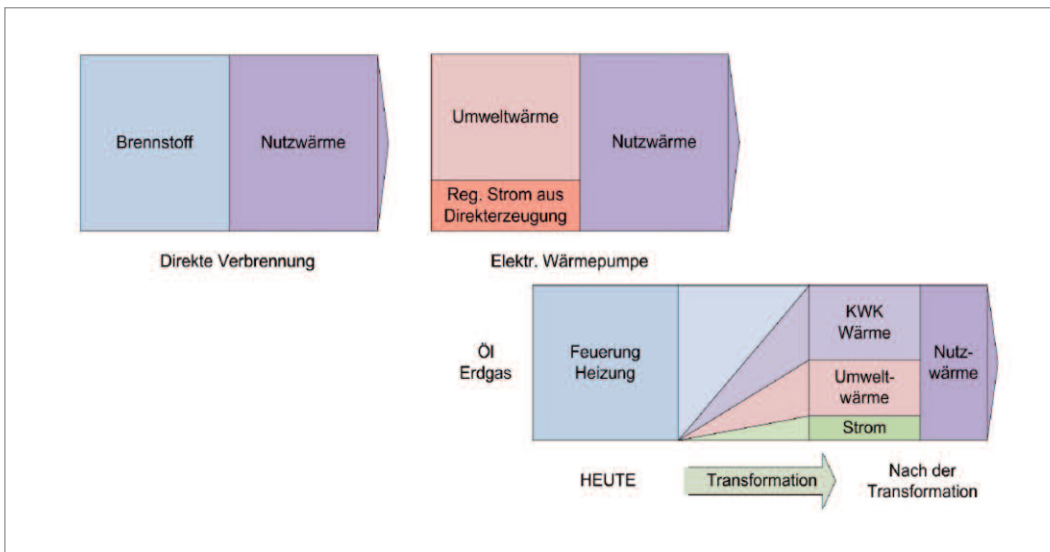 Brennstoff
Nutzwärme
Direkte Verbrennung
Umweltwärme
Reg. Strom aus
Direkterzeugung
Nutzwärme
Elektr. Wärmepumpe
Öl
Erdgas
Feuerung
Heizung
KWK
Wärme
Umwelt-
wärme
Strom
Nutz-
wärme
HEUTE
Transformation
Nach der
Transformation